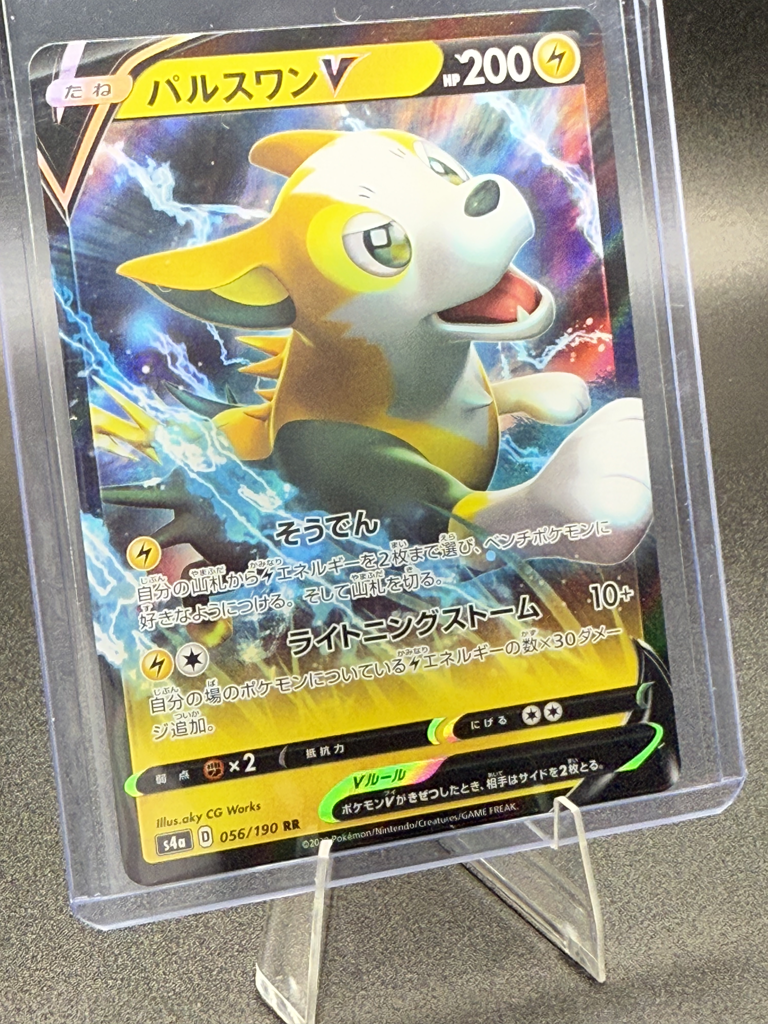 たね パルスワンV HP200
そうでん
自分の山札から エネルギーを2枚まで選び、ベンチポケモンに
好きなようにつける。そして山札を切る。
ライトニングストーム 10+
自分の場のポケモンについている エネルギーの数×30ダメー
ジ追加。
弱点 ×2 抵抗力 にげる
Vルール
ポケモンVがきぜつしたとき、相手はサイドを2枚とる。
Illus.aky CG Works
s4a D 056/190 RR
Pokémon/Nintendo/Creatures/GAME FREAK.